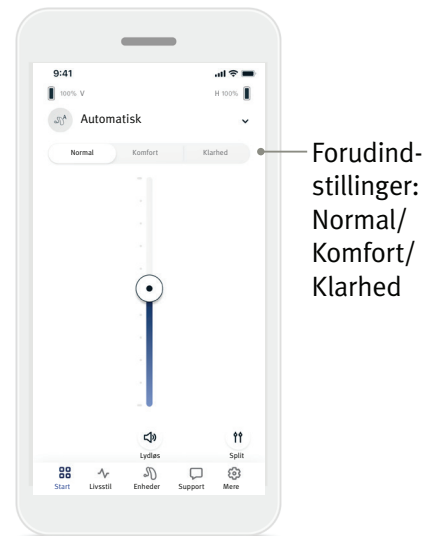 9:41
100% V
H 100%
Automatisk
Normal Komfort Klarhed
Forudind-
stillinger:
Normal/
Komfort/
Klarhed
Lydløs Split
Start Livsstil Enheder Support Mere